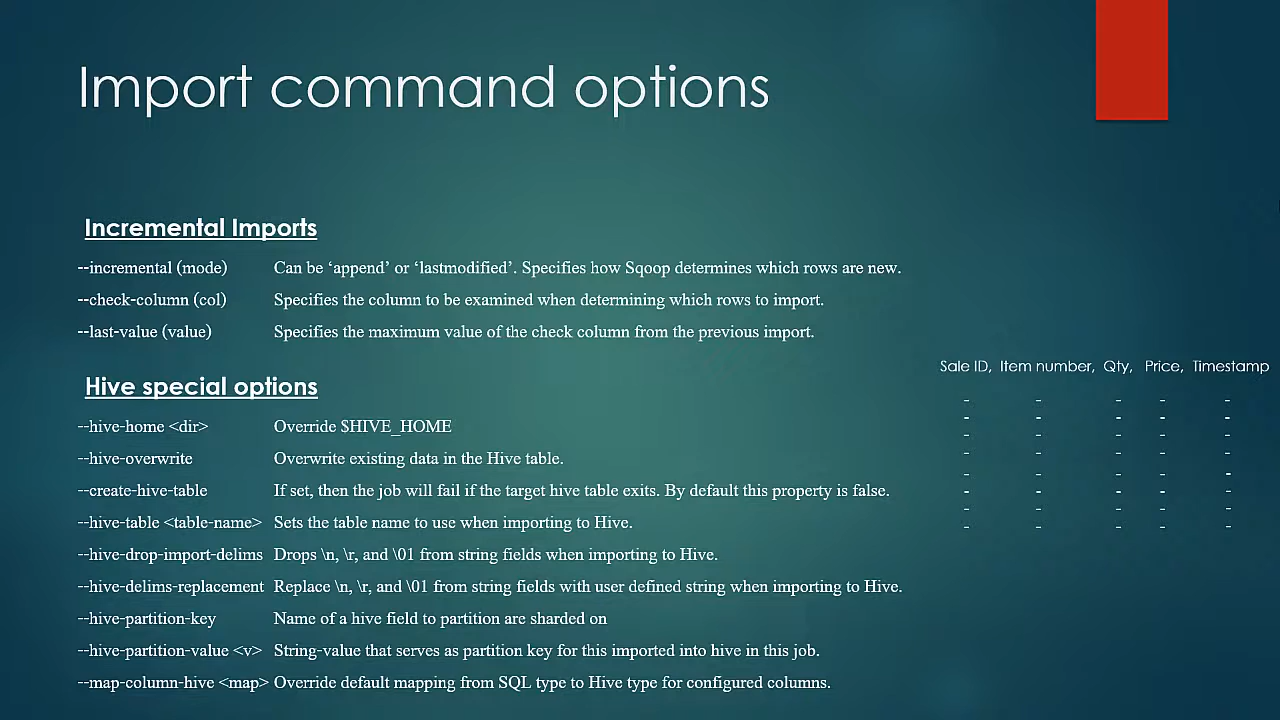 Import command options
Incremental Imports
--incremental (mode) Can be ‘append’ or ‘lastmodified’. Specifies how Sqoop determines which rows are new.
--check-column (col) Specifies the column to be examined when determining which rows to import.
--last-value (value) Specifies the maximum value of the check column from the previous import.
Hive special options
--hive-home <dir> Override $HIVE_HOME
--hive-overwrite Overwrite existing data in the Hive table.
--create-hive-table If set, then the job will fail if the target hive table exits. By default this property is false.
--hive-table <table-name> Sets the table name to use when importing to Hive.
--hive-drop-import-delims Drops \n, \r, and \01 from string fields when importing to Hive.
--hive-delims-replacement Replace \n, \r, and \01 from string fields with user defined string when importing to Hive.
--hive-partition-key Name of a hive field to partition are sharded on
--hive-partition-value <v> String-value that serves as partition key for this imported into hive in this job.
--map-column-hive <map> Override default mapping from SQL type to Hive type for configured columns.
Sale ID, Item number, Qty, Price, Timestamp
- - - - -
- - - - -
- - - - -
- - - - -
- - - - -
- - - - -
- - - - -
- - - - -